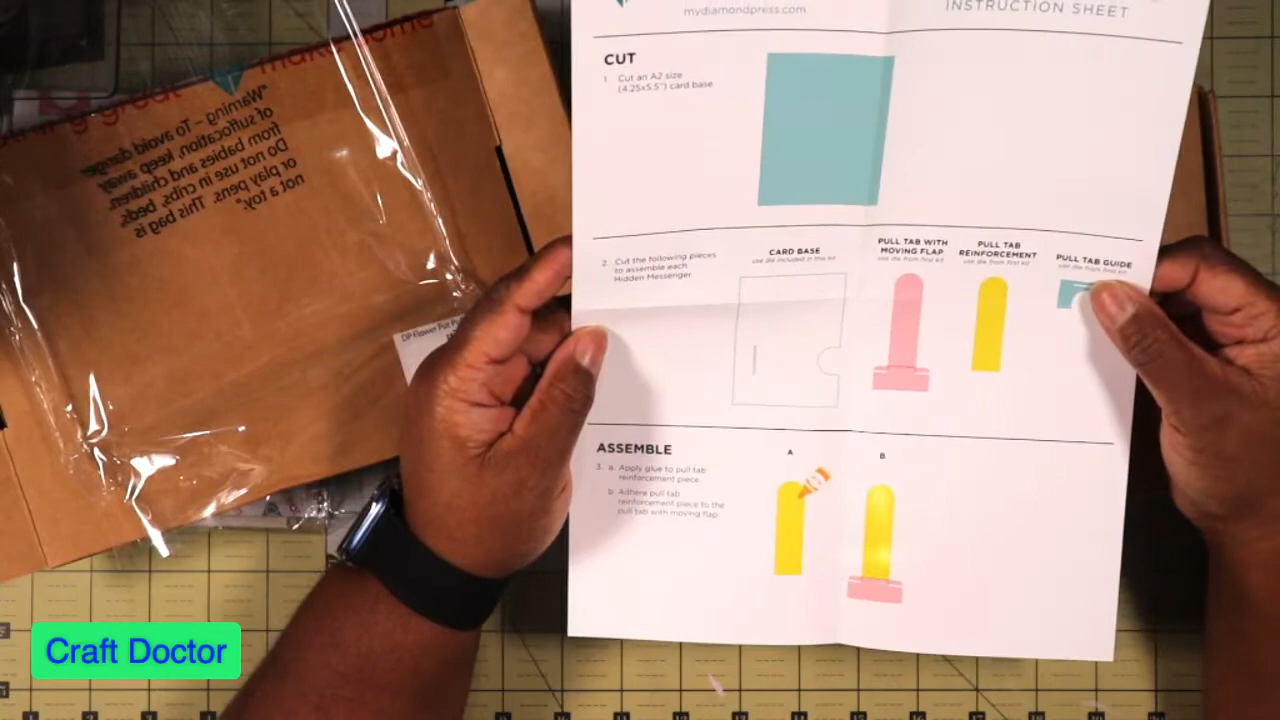 mydiamondpress.com
INSTRUCTION SHEET
CUT
1. Cut an A2 size
(4.25x5.5") card base
2. Cut the following pieces
to assemble each
Hidden Messenger
CARD BASE
use die included in this kit
PULL TAB WITH
MOVING FLAP
use die from first kit
PULL TAB
REINFORCEMENT
use die from first kit
PULL TAB GUIDE
use die from first kit
ASSEMBLE
3. a. Apply glue to pull tab
reinforcement piece.
b. Adhere pull tab
reinforcement piece to the
pull tab with moving flap
A
B
make some
great
"Warning - To avoid danger
of suffocation, keep away
from babies and children.
Do not use in cribs, beds,
or play pens. This bag is
not a toy."
DP Flower Pot
Craft Doctor